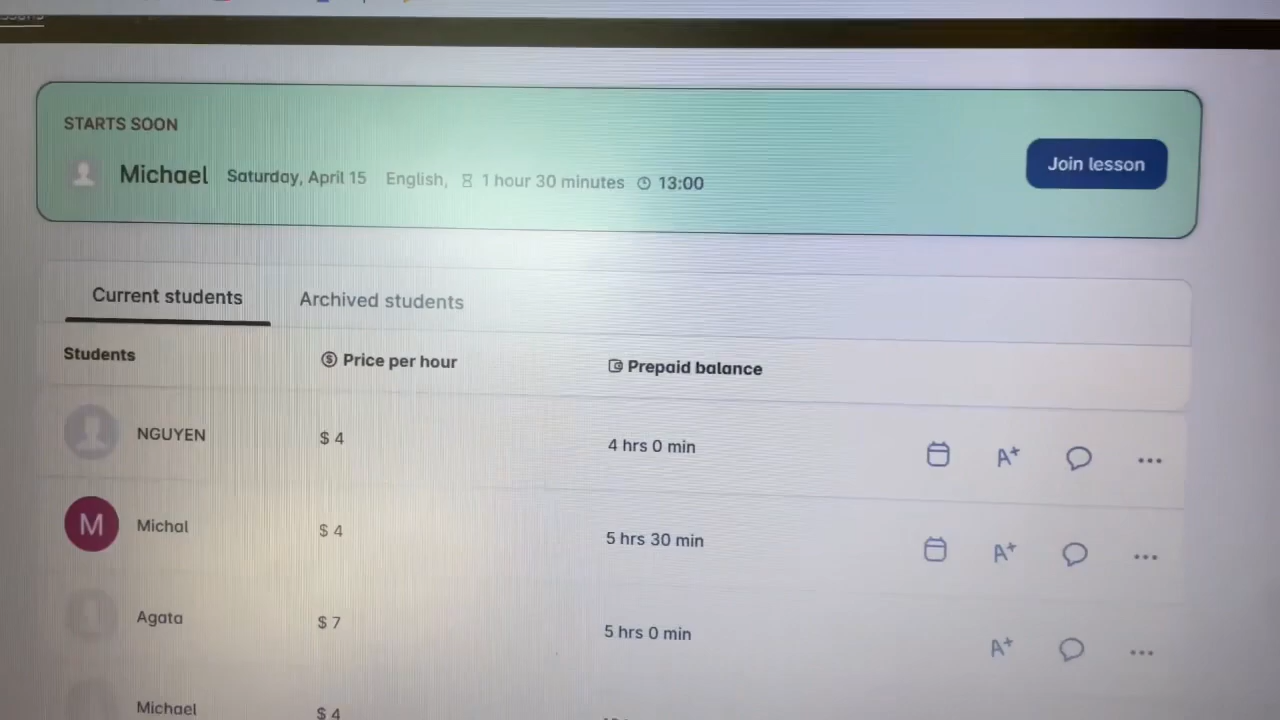 STARTS SOON
Michael Saturday, April 15 English, 1 hour 30 minutes 13:00
Join lesson
Current students Archived students
Students Price per hour Prepaid balance
NGUYEN $ 4 4 hrs 0 min A+
M Michal $ 4 5 hrs 30 min A+
Agata $ 7 5 hrs 0 min A+
Michael $ 4